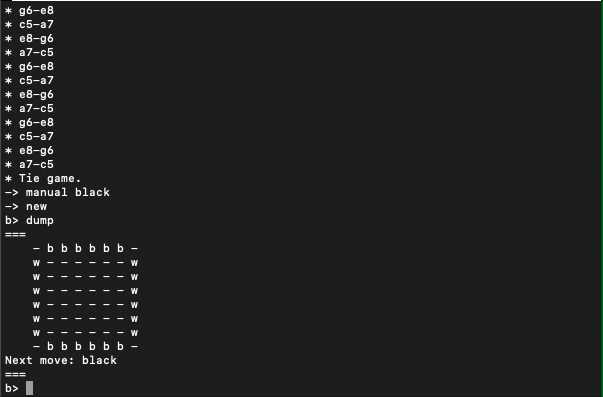 * g6-e8
* c5-a7
* e8-g6
* a7-c5
* g6-e8
* c5-a7
* e8-g6
* a7-c5
* g6-e8
* c5-a7
* e8-g6
* a7-c5
* Tie game.
-> manual black
-> new
b> dump
===
    - b b b b b b -
    w - - - - - - w
    w - - - - - - w
    w - - - - - - w
    w - - - - - - w
    w - - - - - - w
    w - - - - - - w
    - b b b b b b -
Next move: black
===
b>